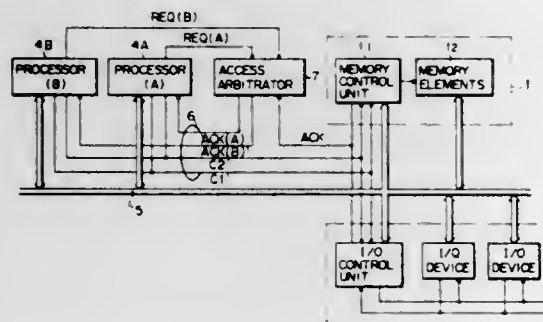 REQ(B)
REQ(A)
4B
4A
11
12
PROCESSOR
(B)
PROCESSOR
(A)
ACCESS
ARBITRATOR
7
MEMORY
CONTROL
UNIT
MEMORY
ELEMENTS
1
6
ACK(A)
ACK(B)
C2
C1
ACK
5
I/O
CONTROL
UNIT
I/O
DEVICE
I/O
DEVICE